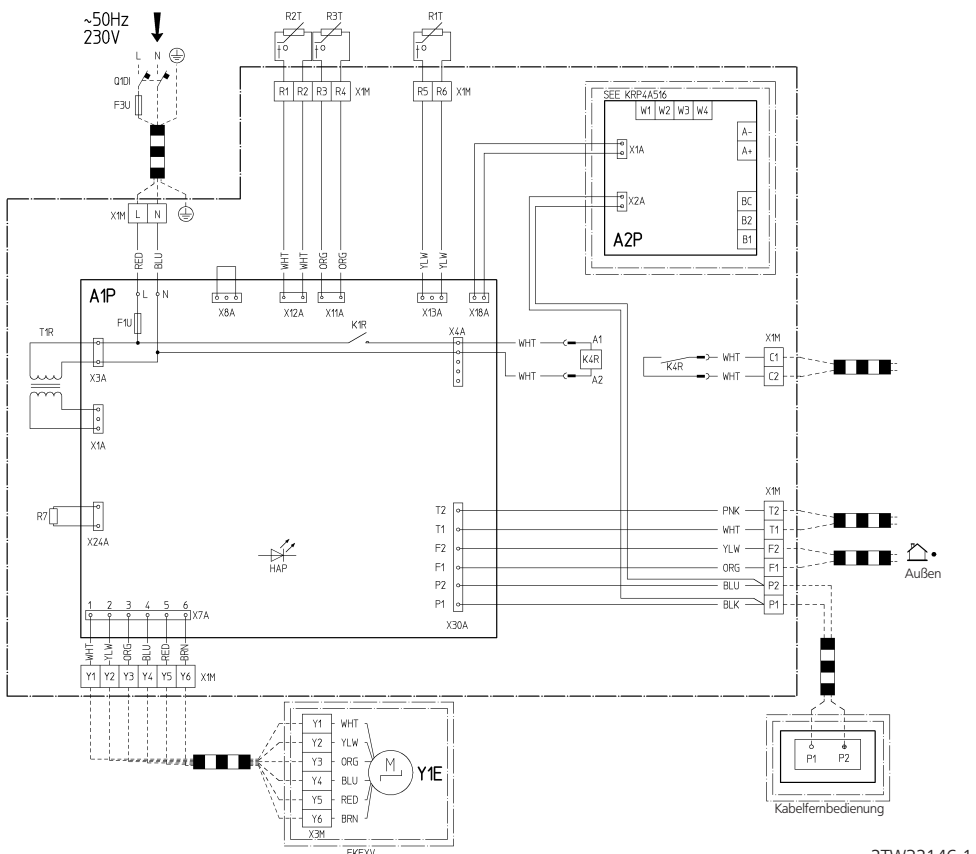 ~50Hz
230V
L N
Q1DI
F3U
R2T R3T R1T
R1 R2 R3 R4 X1M
R5 R6 X1M
SEE KRP4A516
W1 W2 W3 W4
A-
A+
X1A
X2A
BC
B2
B1
A2P
X1M L N
RED BLU
WHT WHT ORG ORG
YLW YLW
A1P
L N
X8A X12A X11A X13A X18A
F1U
T1R
K1R
X4A
X3A
WHT A1
K4R
WHT A2
X1M
K4R
WHT C1
WHT C2
X1A
R7
X24A
HAP
X1M
T2 PNK T2
T1 WHT T1
F2 YLW F2
F1 ORG F1
P2 BLU P2
P1 BLK P1
X30A
Außen
1 2 3 4 5 6
X7A
WHT YLW ORG BLU RED BRN
Y1 Y2 Y3 Y4 Y5 Y6 X1M
Y1 WHT
Y2 YLW
Y3 ORG
Y4 BLU
Y5 RED
Y6 BRN
M
Y1E
X3M
EKEXV
P1 P2
Kabelfernbedienung